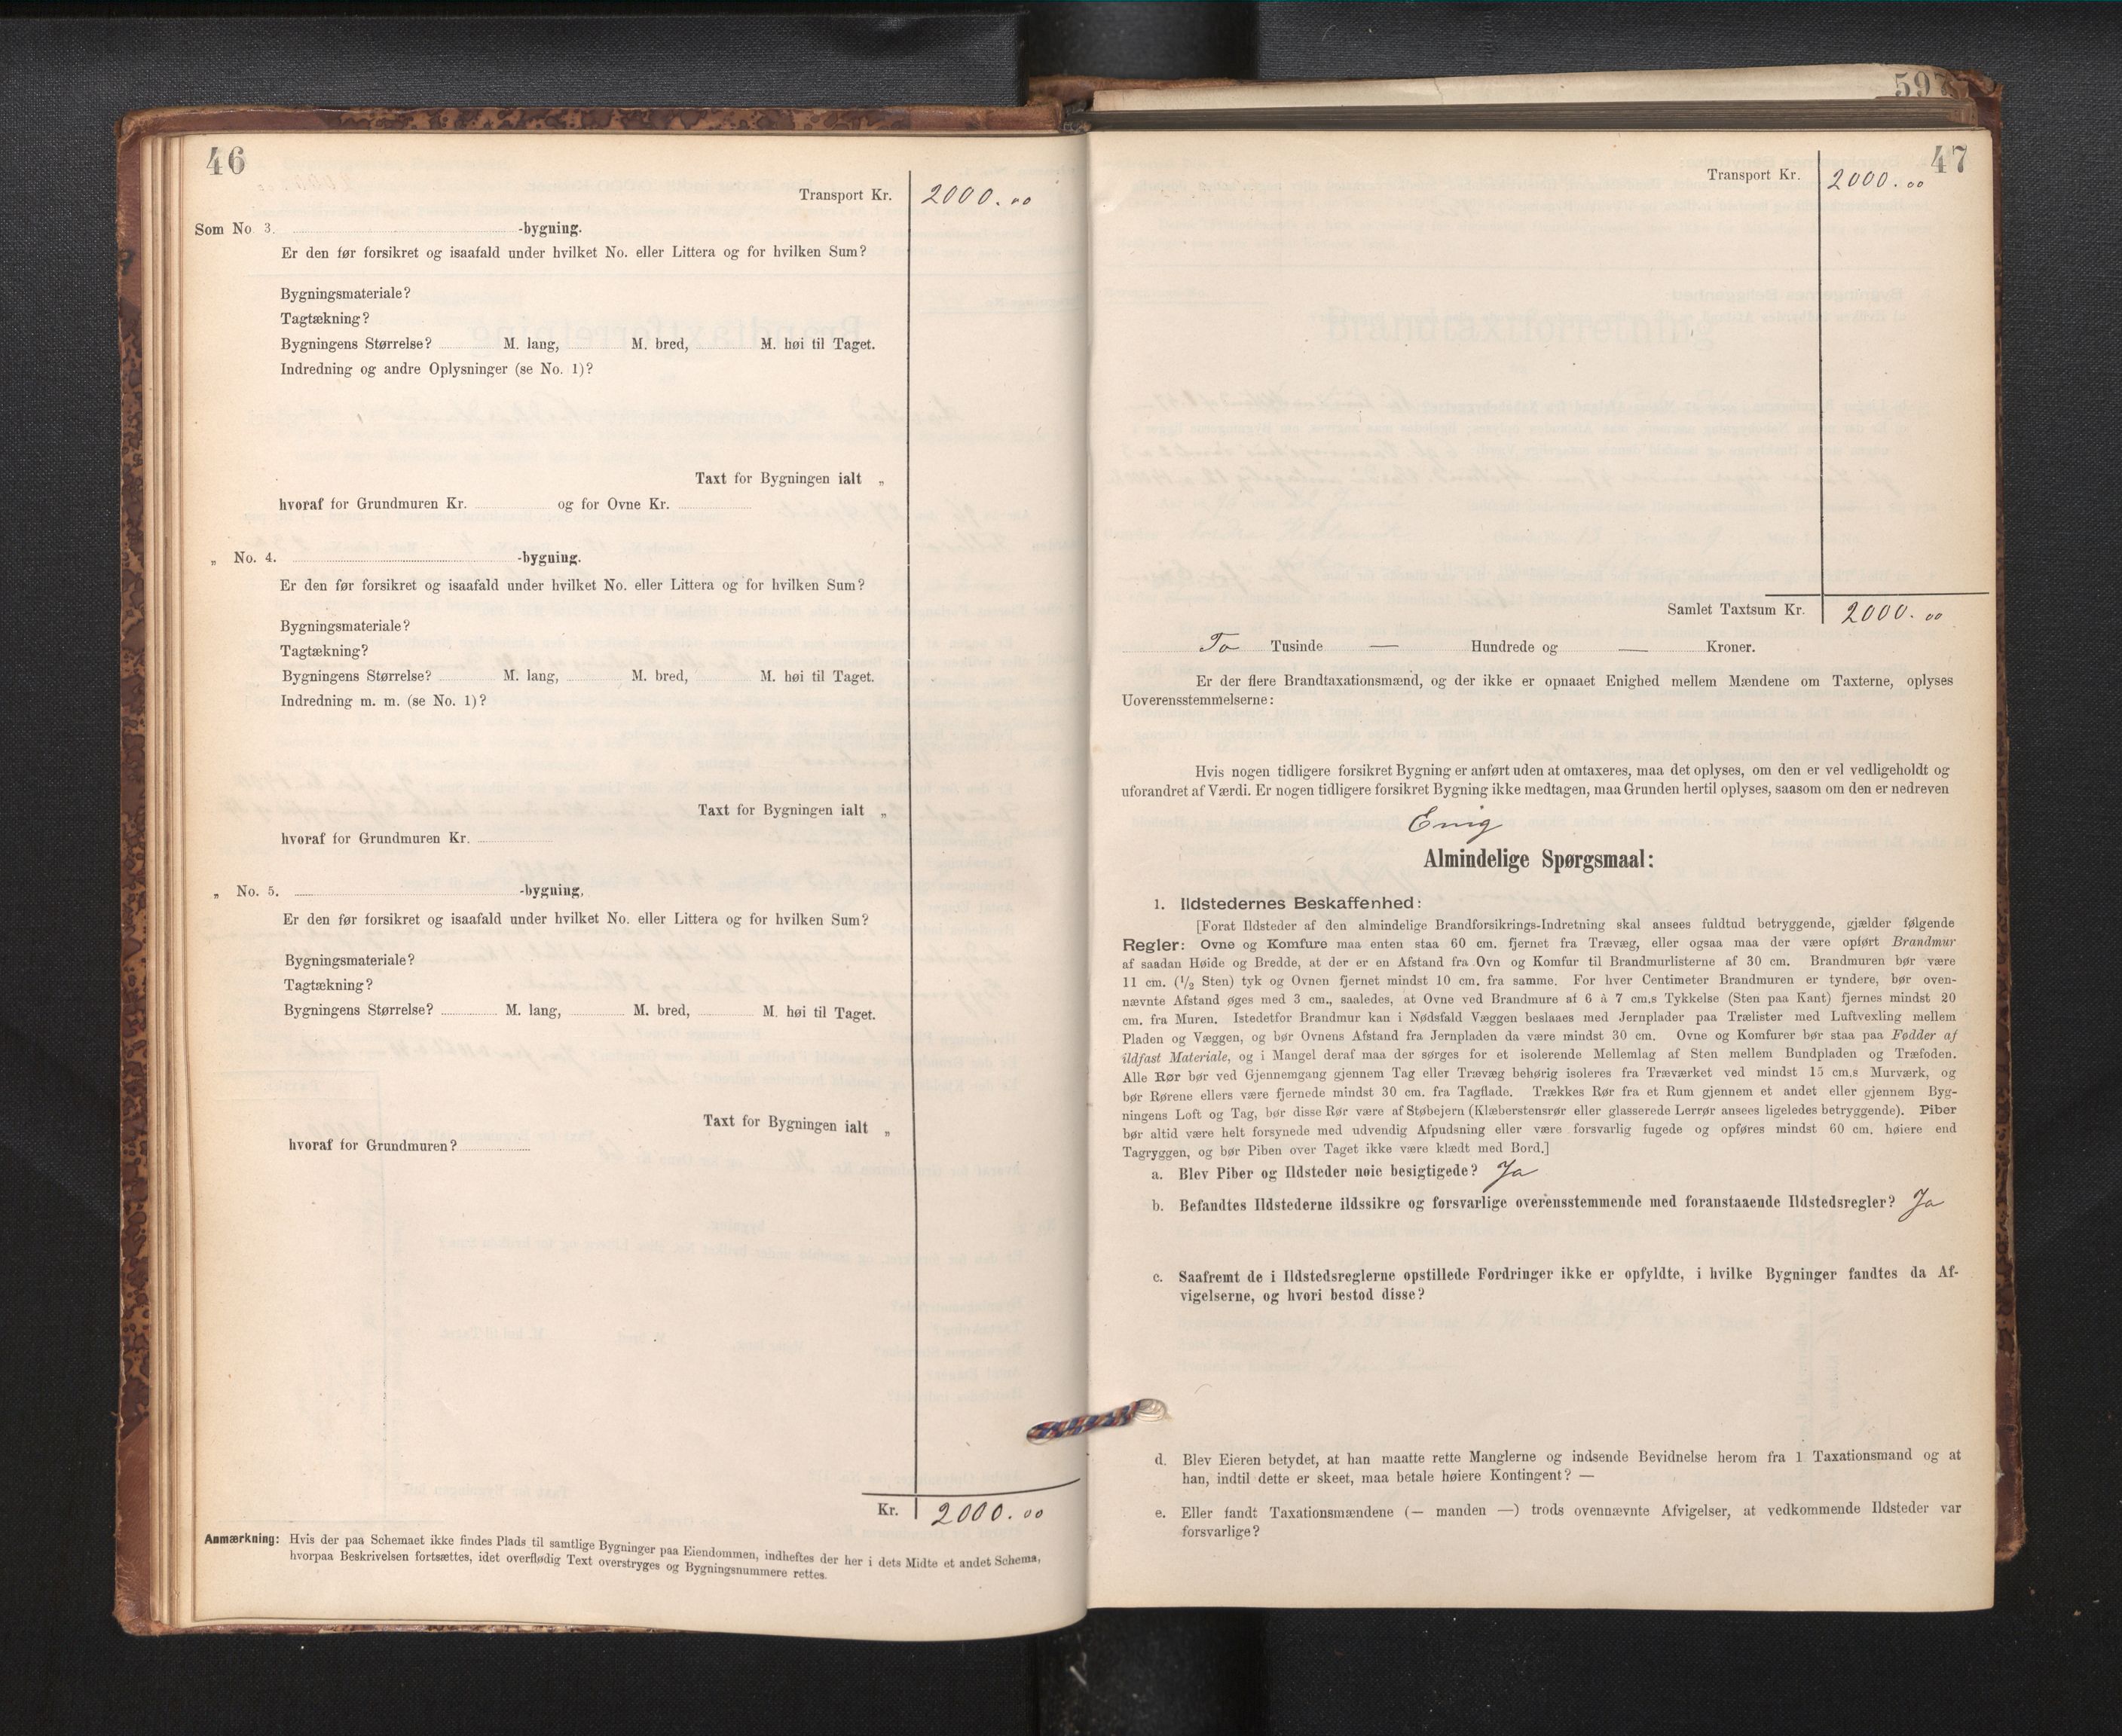 46
Transport Kr. 2000.00
Som No 3. -bygning.
Er den før forsikret og isaafald under hvilket No. eller Littera og for hvilken Sum?
Bygningsmateriale?
Tagtækning?
Bygningens Størrelse? M. lang, M. bred, M. høi til Taget.
Indredning og andre Oplysninger (se No. 1)?
Taxt for Bygningen ialt „
hvoraf for Grundmuren Kr. og for Ovne Kr.
„ No. 4. -bygning.
Er den før forsikret og isaafald under hvilket No. eller Littera og for hvilken Sum?
Bygningsmateriale?
Tagtækning?
Bygningens Størrelse? M. lang, M. bred, M. høi til Taget.
Indredning m. m. (se No. 1)?
Taxt for Bygningen ialt „
hvoraf for Grundmuren Kr.
„ No. 5. -bygning,
Er den før forsikret og isaafald under hvilket No. eller Littera og for hvilken Sum?
Bygningsmateriale?
Tagtækning?
Bygningens Størrelse? M. lang, M. bred, M. høi til Taget.
Taxt for Bygningen ialt „
hvoraf for Grundmuren?
Kr. 2000.00
Anmærkning: Hvis der paa Schemaet ikke findes Plads til samtlige Bygninger paa Eiendommen, indheftes der her i dets Midte et andet Schema,
hvorpaa Beskrivelsen fortsættes, idet overflødig Text overstryges og Bygningsnummere rettes.
597
47
Transport Kr. 2000.00
Samlet Taxtsum Kr. 2000.00
To Tusinde — Hundrede og — Kroner.
Er der flere Brandtaxationsmænd, og der ikke er opnaaet Enighed mellem Mændene om Taxterne, oplyses
Uoverensstemmelserne:
Hvis nogen tidligere forsikret Bygning er anført uden at omtaxeres, maa det oplyses, om den er vel vedligeholdt og
uforandret af Værdi. Er nogen tidligere forsikret Bygning ikke medtagen, maa Grunden hertil oplyses, saasom om den er nedreven
Enig
Almindelige Spørgsmaal:
1. Ildstedernes Beskaffenhed:
[Forat Ildsteder af den almindelige Brandforsikrings-Indretning skal ansees fuldtud betryggende, gjælder følgende
Regler: Ovne og Komfure maa enten staa 60 cm. fjernet fra Trævæg, eller ogsaa maa der være opført Brandmur
af saadan Høide og Bredde, at der er en Afstand fra Ovn og Komfur til Brandmurlisterne af 30 cm. Brandmuren bør være
11 cm. (1/2 Sten) tyk og Ovnen fjernet mindst 10 cm. fra samme. For hver Centimeter Brandmuren er tyndere, bør oven-
nævnte Afstand øges med 3 cm., saaledes, at Ovne ved Brandmure af 6 à 7 cm.s Tykkelse (Sten paa Kant) fjernes mindst 20
cm. fra Muren. Istedetfor Brandmur kan i Nødsfald Væggen beslaaes med Jernplader paa Trælister med Luftvexling mellem
Pladen og Væggen, og bør Ovnens Afstand fra Jernpladen da være mindst 30 cm. Ovne og Komfurer bør staa paa Fødder af
ildfast Materiale, og i Mangel deraf maa der sørges for et isolerende Mellemlag af Sten mellem Bundpladen og Træfoden.
Alle Rør bør ved Gjennemgang gjennem Tag eller Trævæg behørig isoleres fra Træværket ved mindst 15 cm.s Murværk, og
bør Rørene ellers være fjernede mindst 30 cm. fra Tagflade. Trækkes Rør fra et Rum gjennem et andet eller gjennem Byg-
ningens Loft og Tag, bør disse Rør være af Støbejern (Klæberstensrør eller glasserede Lerrør ansees ligeledes betryggende). Piber
bør altid være helt forsynede med udvendig Afpudsning eller være forsvarlig fugede og opføres mindst 60 cm. høiere end
Tagryggen, og bør Piben over Taget ikke være klædt med Bord.]
a. Blev Piber og Ildsteder nøie besigtigede? Ja
b. Befandtes Ildstederne ildssikre og forsvarlige overensstemmende med foranstaaende Ildstedsregler? Ja
c. Saafremt de i Ildstedsreglerne opstillede Fordringer ikke er opfyldte, i hvilke Bygninger fandtes da Af-
vigelserne, og hvori bestod disse?
d. Blev Eieren betydet, at han maatte rette Manglerne og indsende Bevidnelse herom fra 1 Taxationsmand og at
han, indtil dette er skeet, maa betale høiere Kontingent? —
e. Eller fandt Taxationsmændene (— manden —) trods ovennævnte Afvigelser, at vedkommende Ildsteder var
forsvarlige?